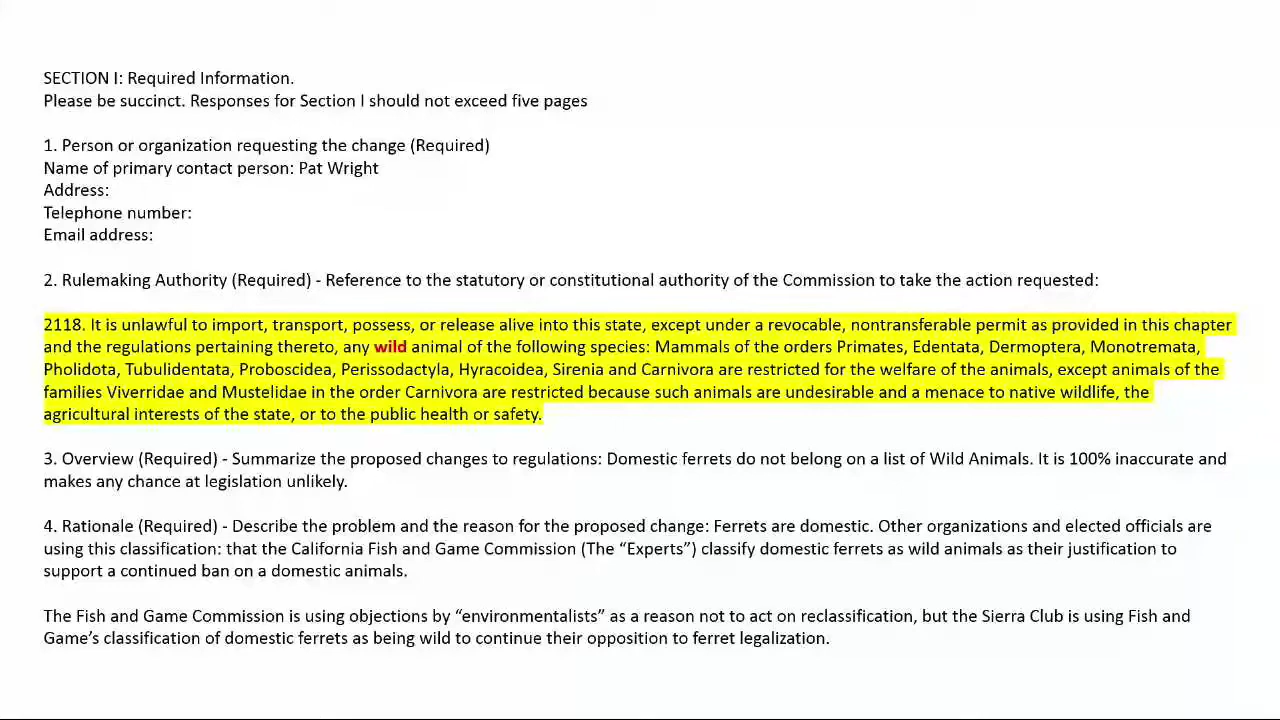 SECTION I: Required Information.
Please be succinct. Responses for Section I should not exceed five pages
1. Person or organization requesting the change (Required)
Name of primary contact person: Pat Wright
Address:
Telephone number:
Email address:
2. Rulemaking Authority (Required) - Reference to the statutory or constitutional authority of the Commission to take the action requested:
2118. It is unlawful to import, transport, possess, or release alive into this state, except under a revocable, nontransferable permit as provided in this chapter
and the regulations pertaining thereto, any wild animal of the following species: Mammals of the orders Primates, Edentata, Dermoptera, Monotremata,
Pholidota, Tubulidentata, Proboscidea, Perissodactyla, Hyracoidea, Sirenia and Carnivora are restricted for the welfare of the animals, except animals of the
families Viverridae and Mustelidae in the order Carnivora are restricted because such animals are undesirable and a menace to native wildlife, the
agricultural interests of the state, or to the public health or safety.
3. Overview (Required) - Summarize the proposed changes to regulations: Domestic ferrets do not belong on a list of Wild Animals. It is 100% inaccurate and
makes any chance at legislation unlikely.
4. Rationale (Required) - Describe the problem and the reason for the proposed change: Ferrets are domestic. Other organizations and elected officials are
using this classification: that the California Fish and Game Commission (The “Experts”) classify domestic ferrets as wild animals as their justification to
support a continued ban on a domestic animals.
The Fish and Game Commission is using objections by “environmentalists” as a reason not to act on reclassification, but the Sierra Club is using Fish and
Game’s classification of domestic ferrets as being wild to continue their opposition to ferret legalization.